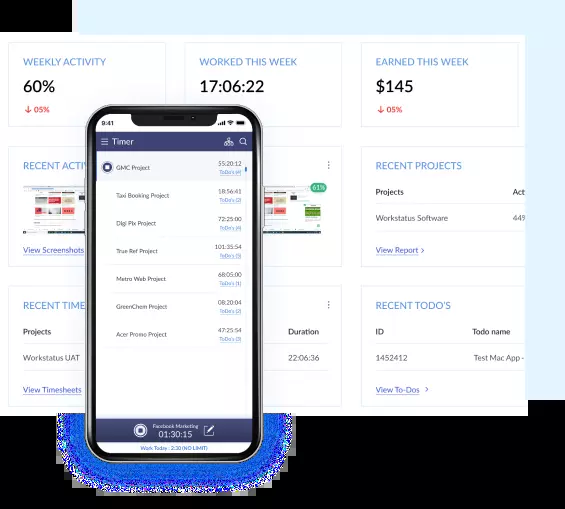 WEEKLY ACTIVITY
60%
05%
WORKED THIS WEEK
17:06:22
EARNED THIS WEEK
$145
05%
RECENT ACTI
View Screenshots
61%
RECENT PROJECTS
Projects
Act
Workstatus Software
44%
View Report >
RECENT TIME
Projects
Duration
Workstatus UAT
22:06:36
View Timesheets
RECENT TODO'S
ID
Todo name
1452412
Test Mac App -
View To-Dos >
9:41
Timer
GMC Project
55:20:12
ToDo's (4)
Taxi Booking Project
18:56:41
ToDo's (2)
Digi Pix Project
72:25:00
ToDo's (4)
True Ref Project
101:35:54
ToDo's (5)
Metro Web Project
68:05:00
ToDo's (1)
GreenChem Project
08:20:04
ToDo's (2)
Acer Promo Project
47:25:54
ToDo's (3)
Facebook Marketing
01:30:15
Work Today : 2:30 (NO LIMIT)